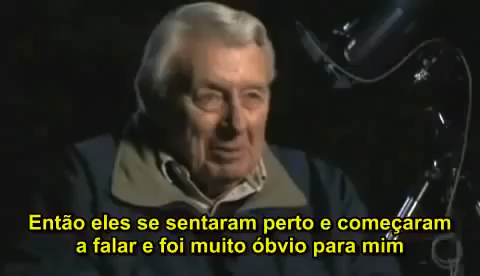 Então eles se sentaram perto e começaram
a falar e foi muito óbvio para mim